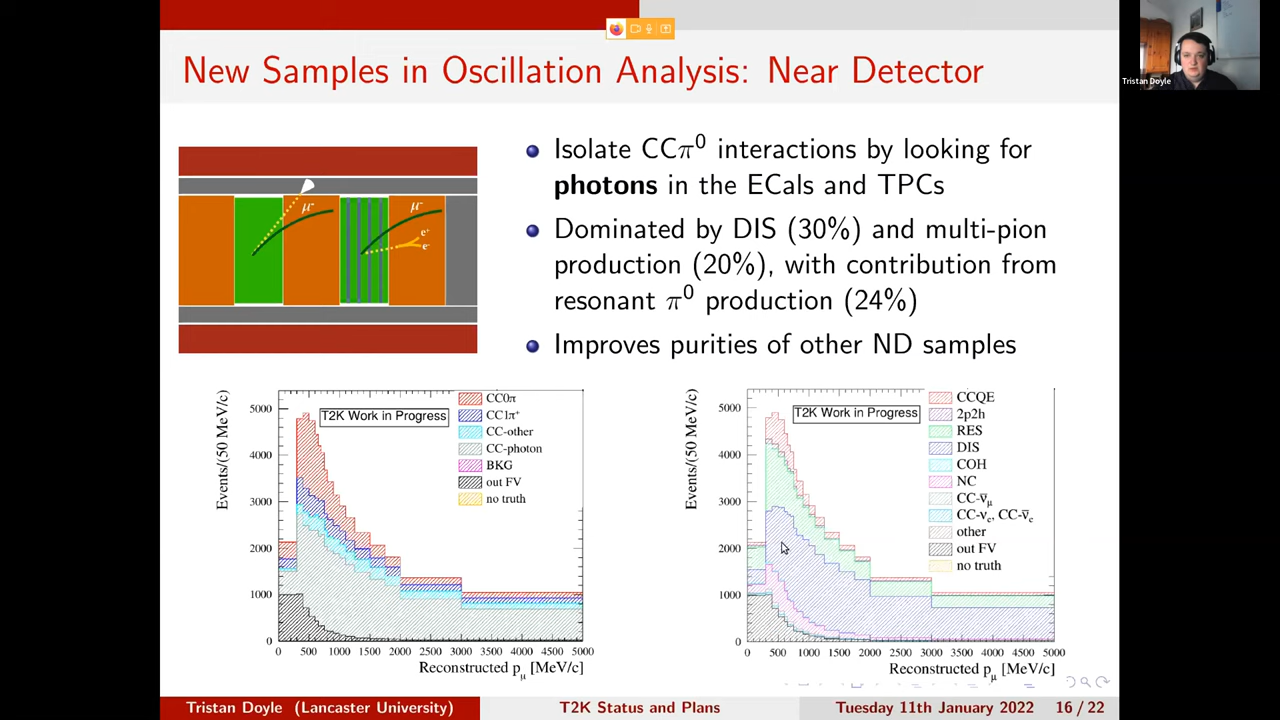 New Samples in Oscillation Analysis: Near Detector
Tristan Doyle
μ⁻
μ⁻
e⁺
e⁻
Isolate CCπ⁰ interactions by looking for
photons in the ECals and TPCs
Dominated by DIS (30%) and multi-pion
production (20%), with contribution from
resonant π⁰ production (24%)
Improves purities of other ND samples
Events/(50 MeV/c)
5000
4000
3000
2000
1000
0
T2K Work in Progress
CC0π
CC1π⁺
CC-other
CC-photon
BKG
out FV
no truth
0 500 1000 1500 2000 2500 3000 3500 4000 4500 5000
Reconstructed pμ [MeV/c]
Events/(50 MeV/c)
5000
4000
3000
2000
1000
0
T2K Work in Progress
CCQE
2p2h
RES
DIS
COH
NC
CC-ν̅μ
CC-νe, CC-ν̅e
other
out FV
no truth
0 500 1000 1500 2000 2500 3000 3500 4000 4500 5000
Reconstructed pμ [MeV/c]
Tristan Doyle (Lancaster University) T2K Status and Plans Tuesday 11th January 2022 16 / 22